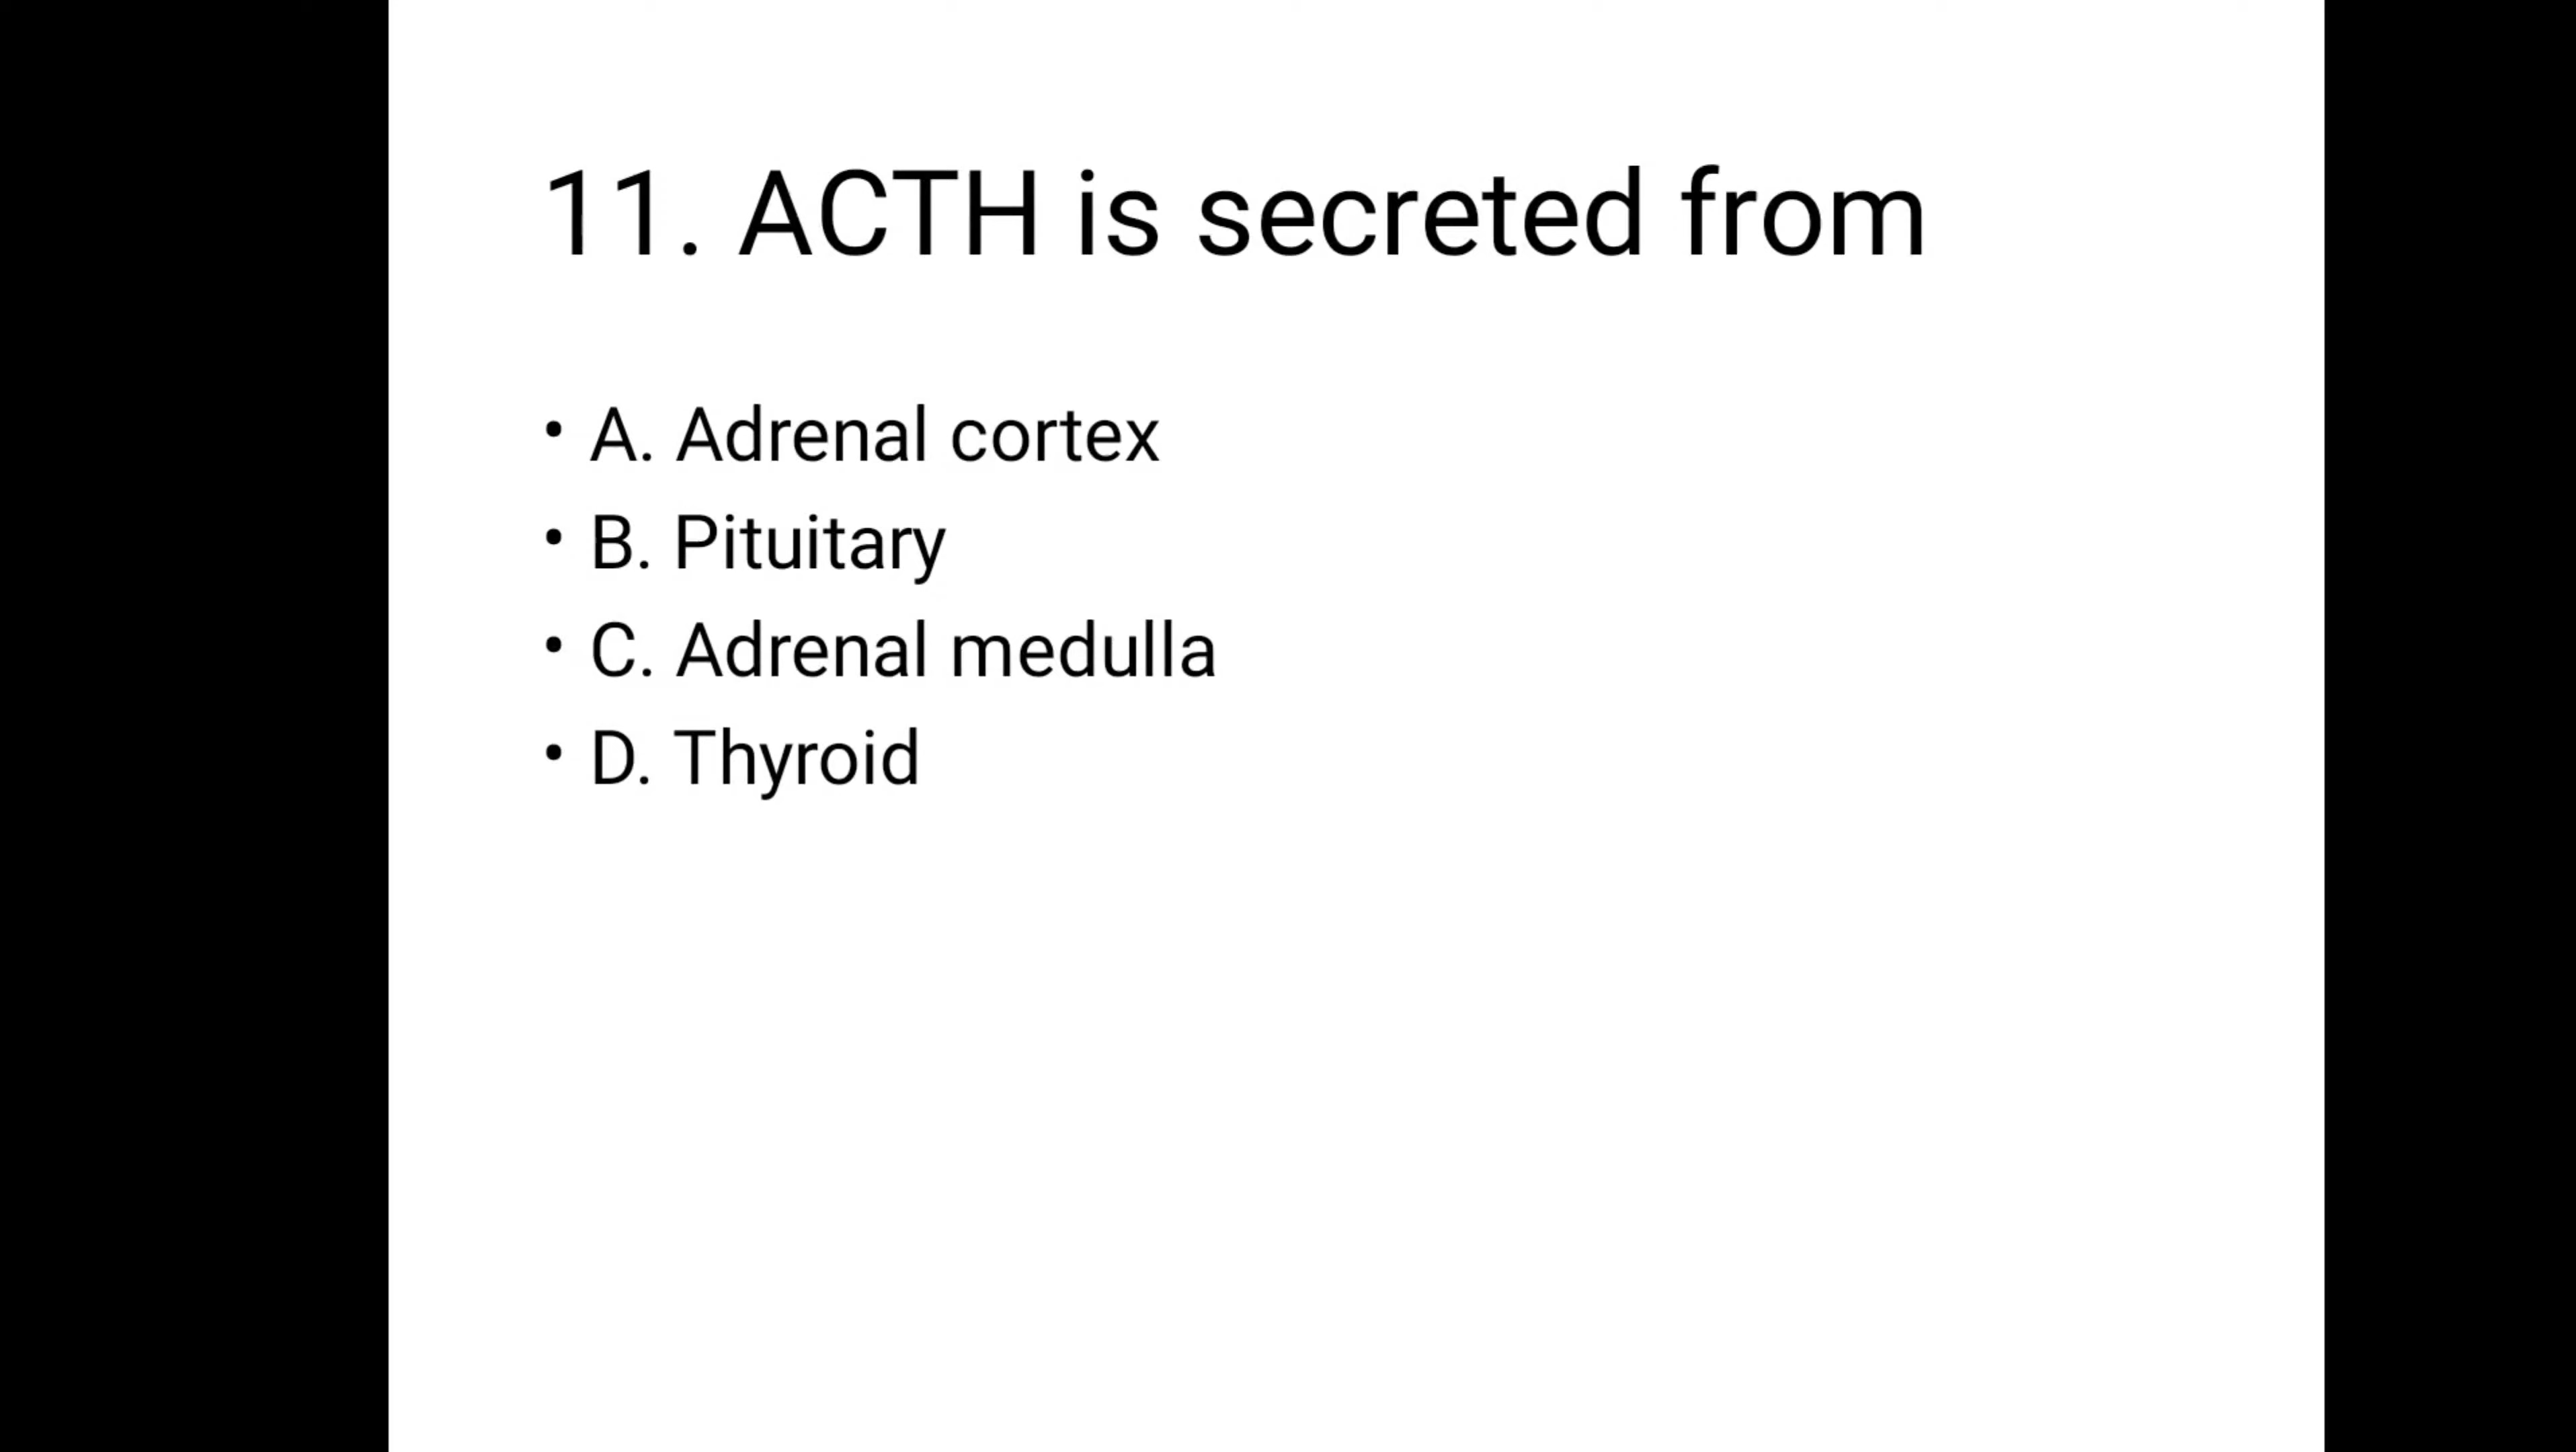 11. ACTH is secreted from
• A. Adrenal cortex
• B. Pituitary
• C. Adrenal medulla
• D. Thyroid